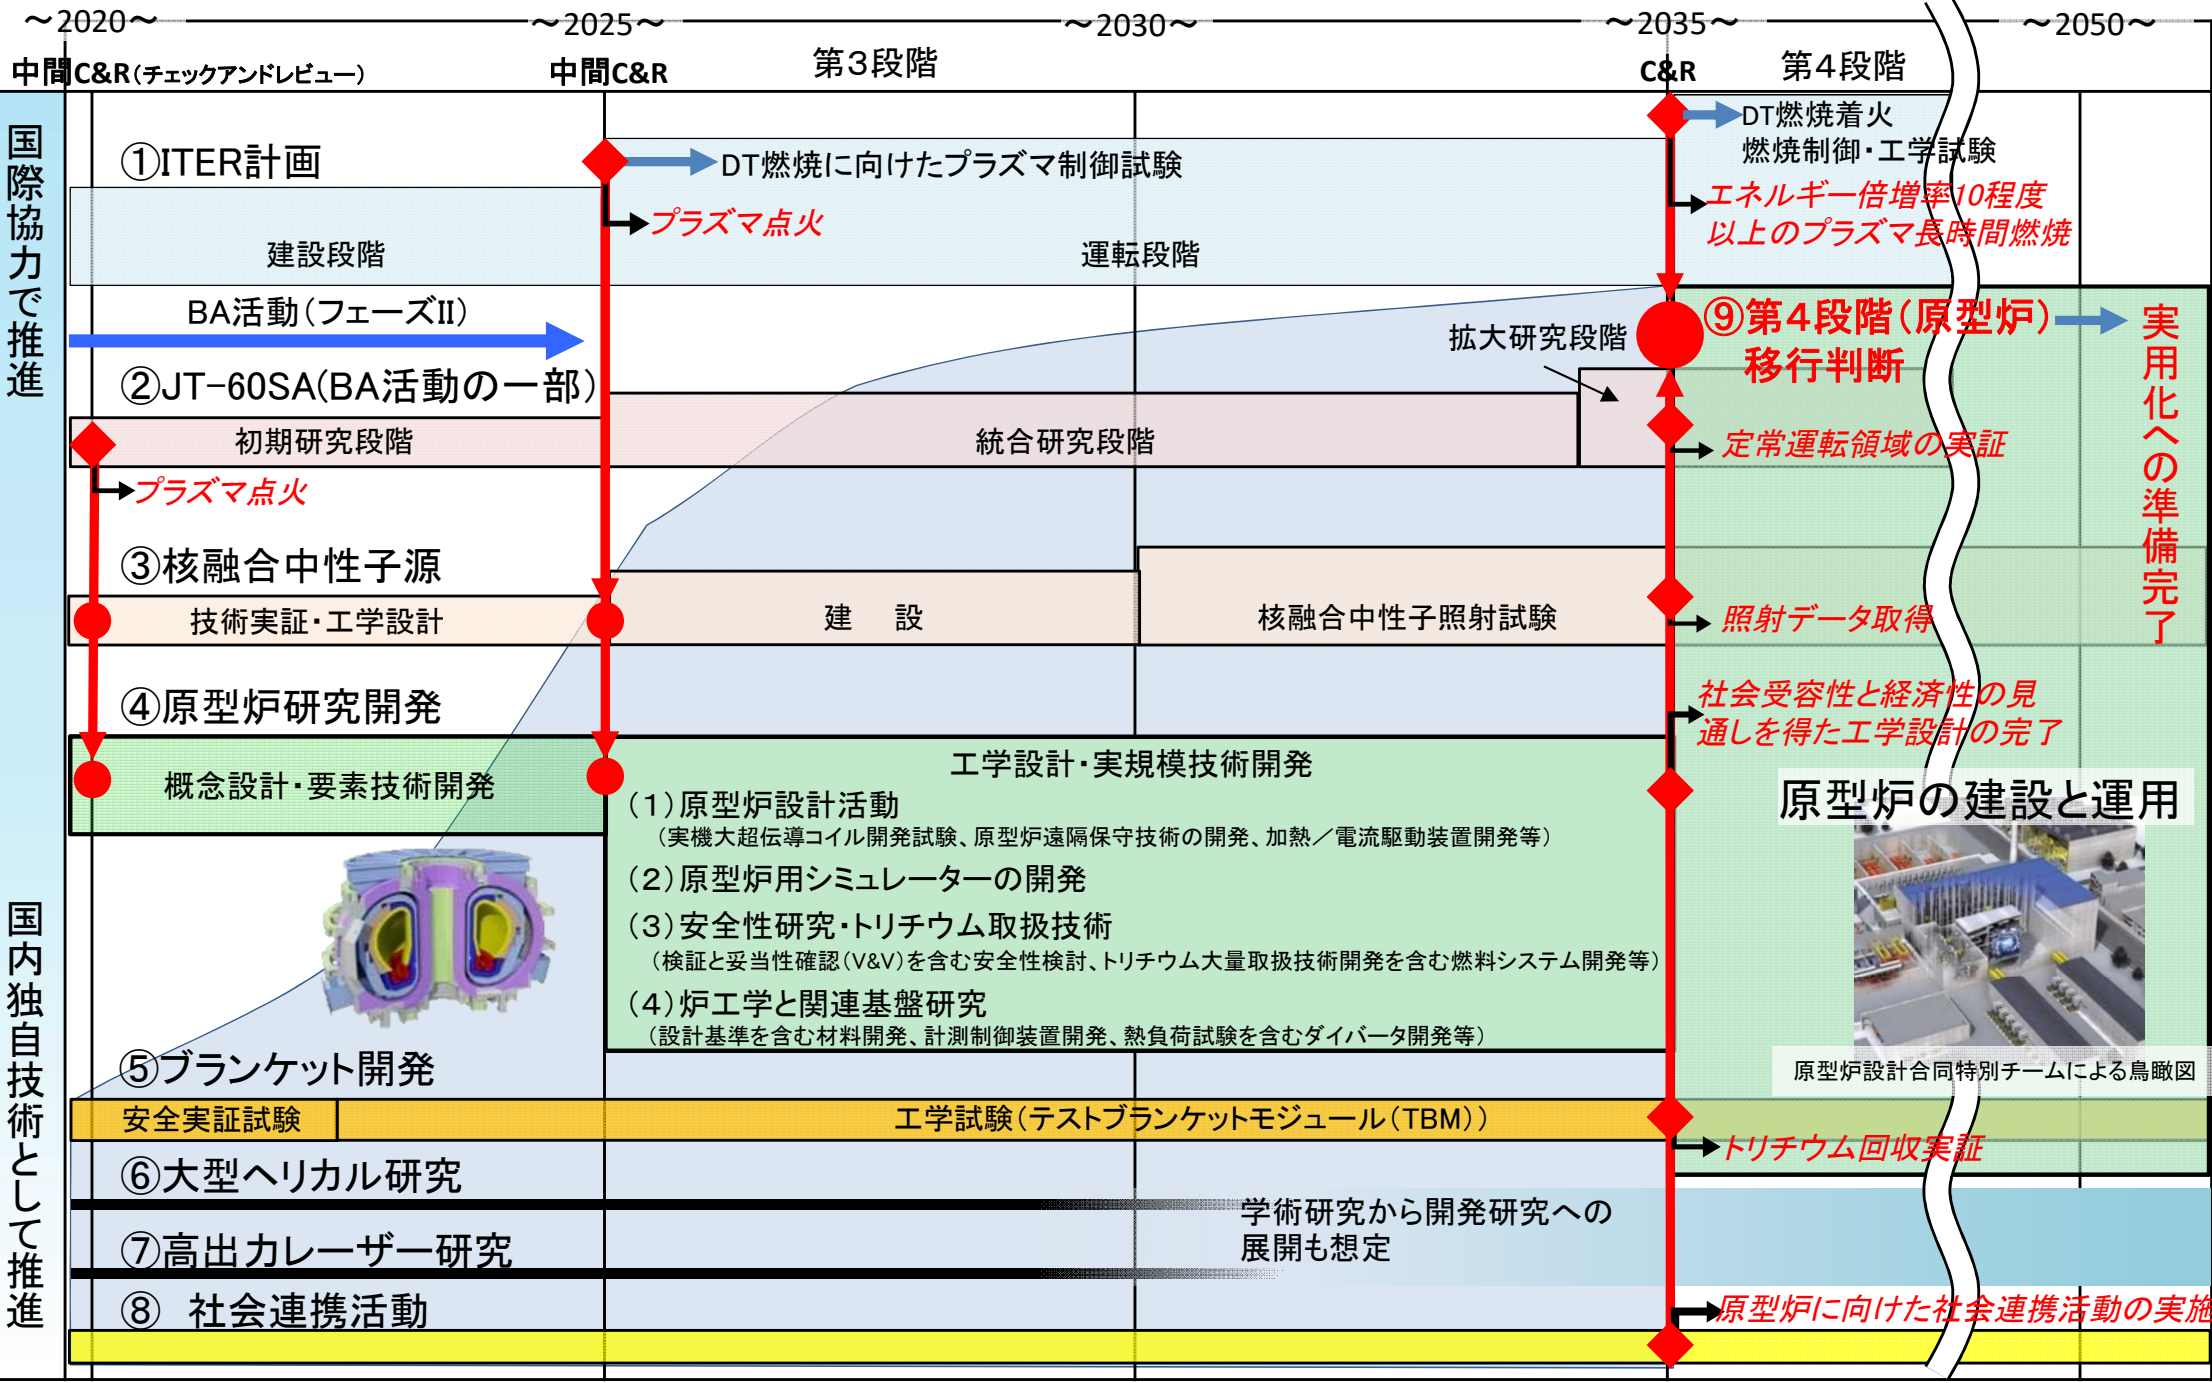 ～2020～
～2025～
～2030～
～2035～
～2050～
中間C&R(チェックアンドレビュー)
中間C&R
第３段階
C&R
第４段階
国際協力で推進
①ITER計画
DT燃焼に向けたプラズマ制御試験
DT燃焼着火
燃焼制御・工学試験
プラズマ点火
エネルギー倍増率10程度
以上のプラズマ長時間燃焼
建設段階
運転段階
BA活動(フェーズII)
拡大研究段階
⑨第４段階(原型炉)
移行判断
実用化への準備完了
②JT-60SA(BA活動の一部)
初期研究段階
統合研究段階
定常運転領域の実証
プラズマ点火
③核融合中性子源
技術実証・工学設計
建　設
核融合中性子照射試験
照射データ取得
④原型炉研究開発
社会受容性と経済性の見
通しを得た工学設計の完了
概念設計・要素技術開発
工学設計・実規模技術開発
(１)原型炉設計活動
(実機大超伝導コイル開発試験、原型炉遠隔保守技術の開発、加熱／電流駆動装置開発等)
(２)原型炉用シミュレーターの開発
(３)安全性研究・トリチウム取扱技術
(検証と妥当性確認(V&V)を含む安全性検討、トリチウム大量取扱技術開発を含む燃料システム開発等)
(４)炉工学と関連基盤研究
(設計基準を含む材料開発、計測制御装置開発、熱負荷試験を含むダイバータ開発等)
原型炉の建設と運用
原型炉設計合同特別チームによる鳥瞰図
国内独自技術として推進
⑤ブランケット開発
安全実証試験
工学試験(テストブランケットモジュール(TBM))
トリチウム回収実証
⑥大型ヘリカル研究
学術研究から開発研究への
展開も想定
⑦高出力レーザー研究
⑧　社会連携活動
原型炉に向けた社会連携活動の実施